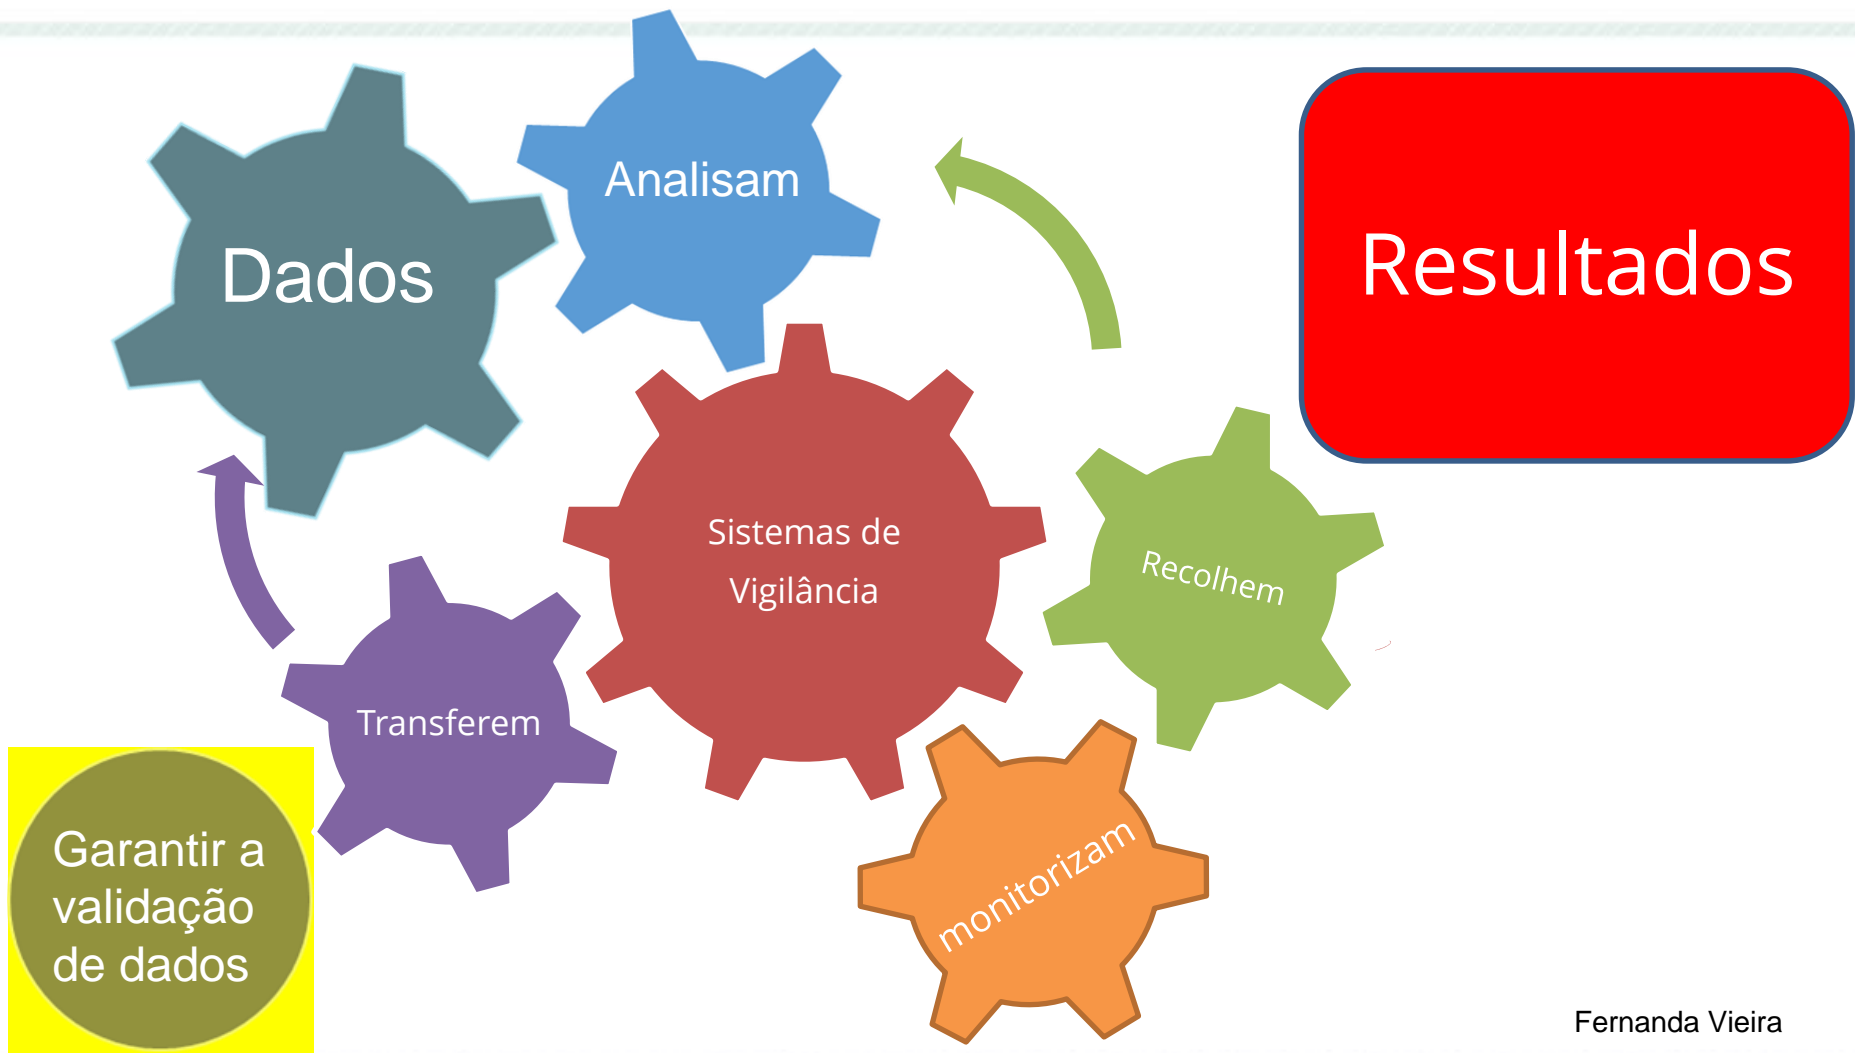 Analisam
Dados
Resultados
Sistemas de
Vigilância
Recolhem
Transferem
monitorizam
Garantir a
validação
de dados
Fernanda Vieira